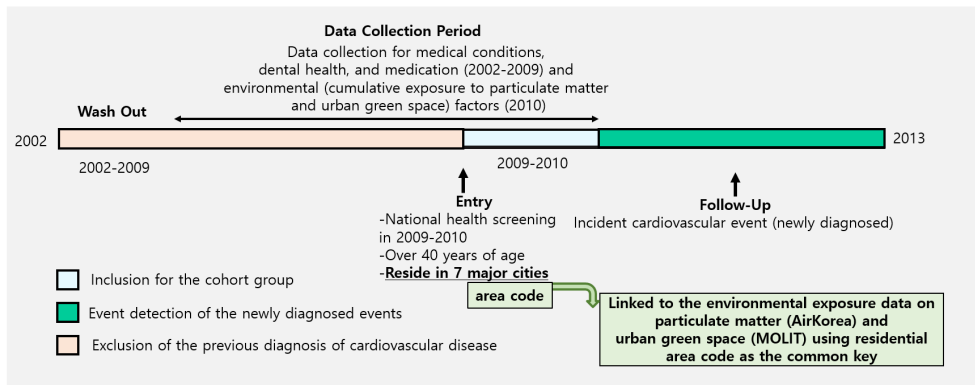 Data Collection Period
Data collection for medical conditions,
dental health, and medication (2002-2009) and
environmental (cumulative exposure to particulate matter
and urban green space) factors (2010)
Wash Out
2002
2013
2002-2009
2009-2010
Entry
-National health screening
in 2009-2010
-Over 40 years of age
-Reside in 7 major cities
Follow-Up
Incident cardiovascular event (newly diagnosed)
Inclusion for the cohort group
Event detection of the newly diagnosed events
Exclusion of the previous diagnosis of cardiovascular disease
area code
Linked to the environmental exposure data on
particulate matter (AirKorea) and
urban green space (MOLIT) using residential
area code as the common key